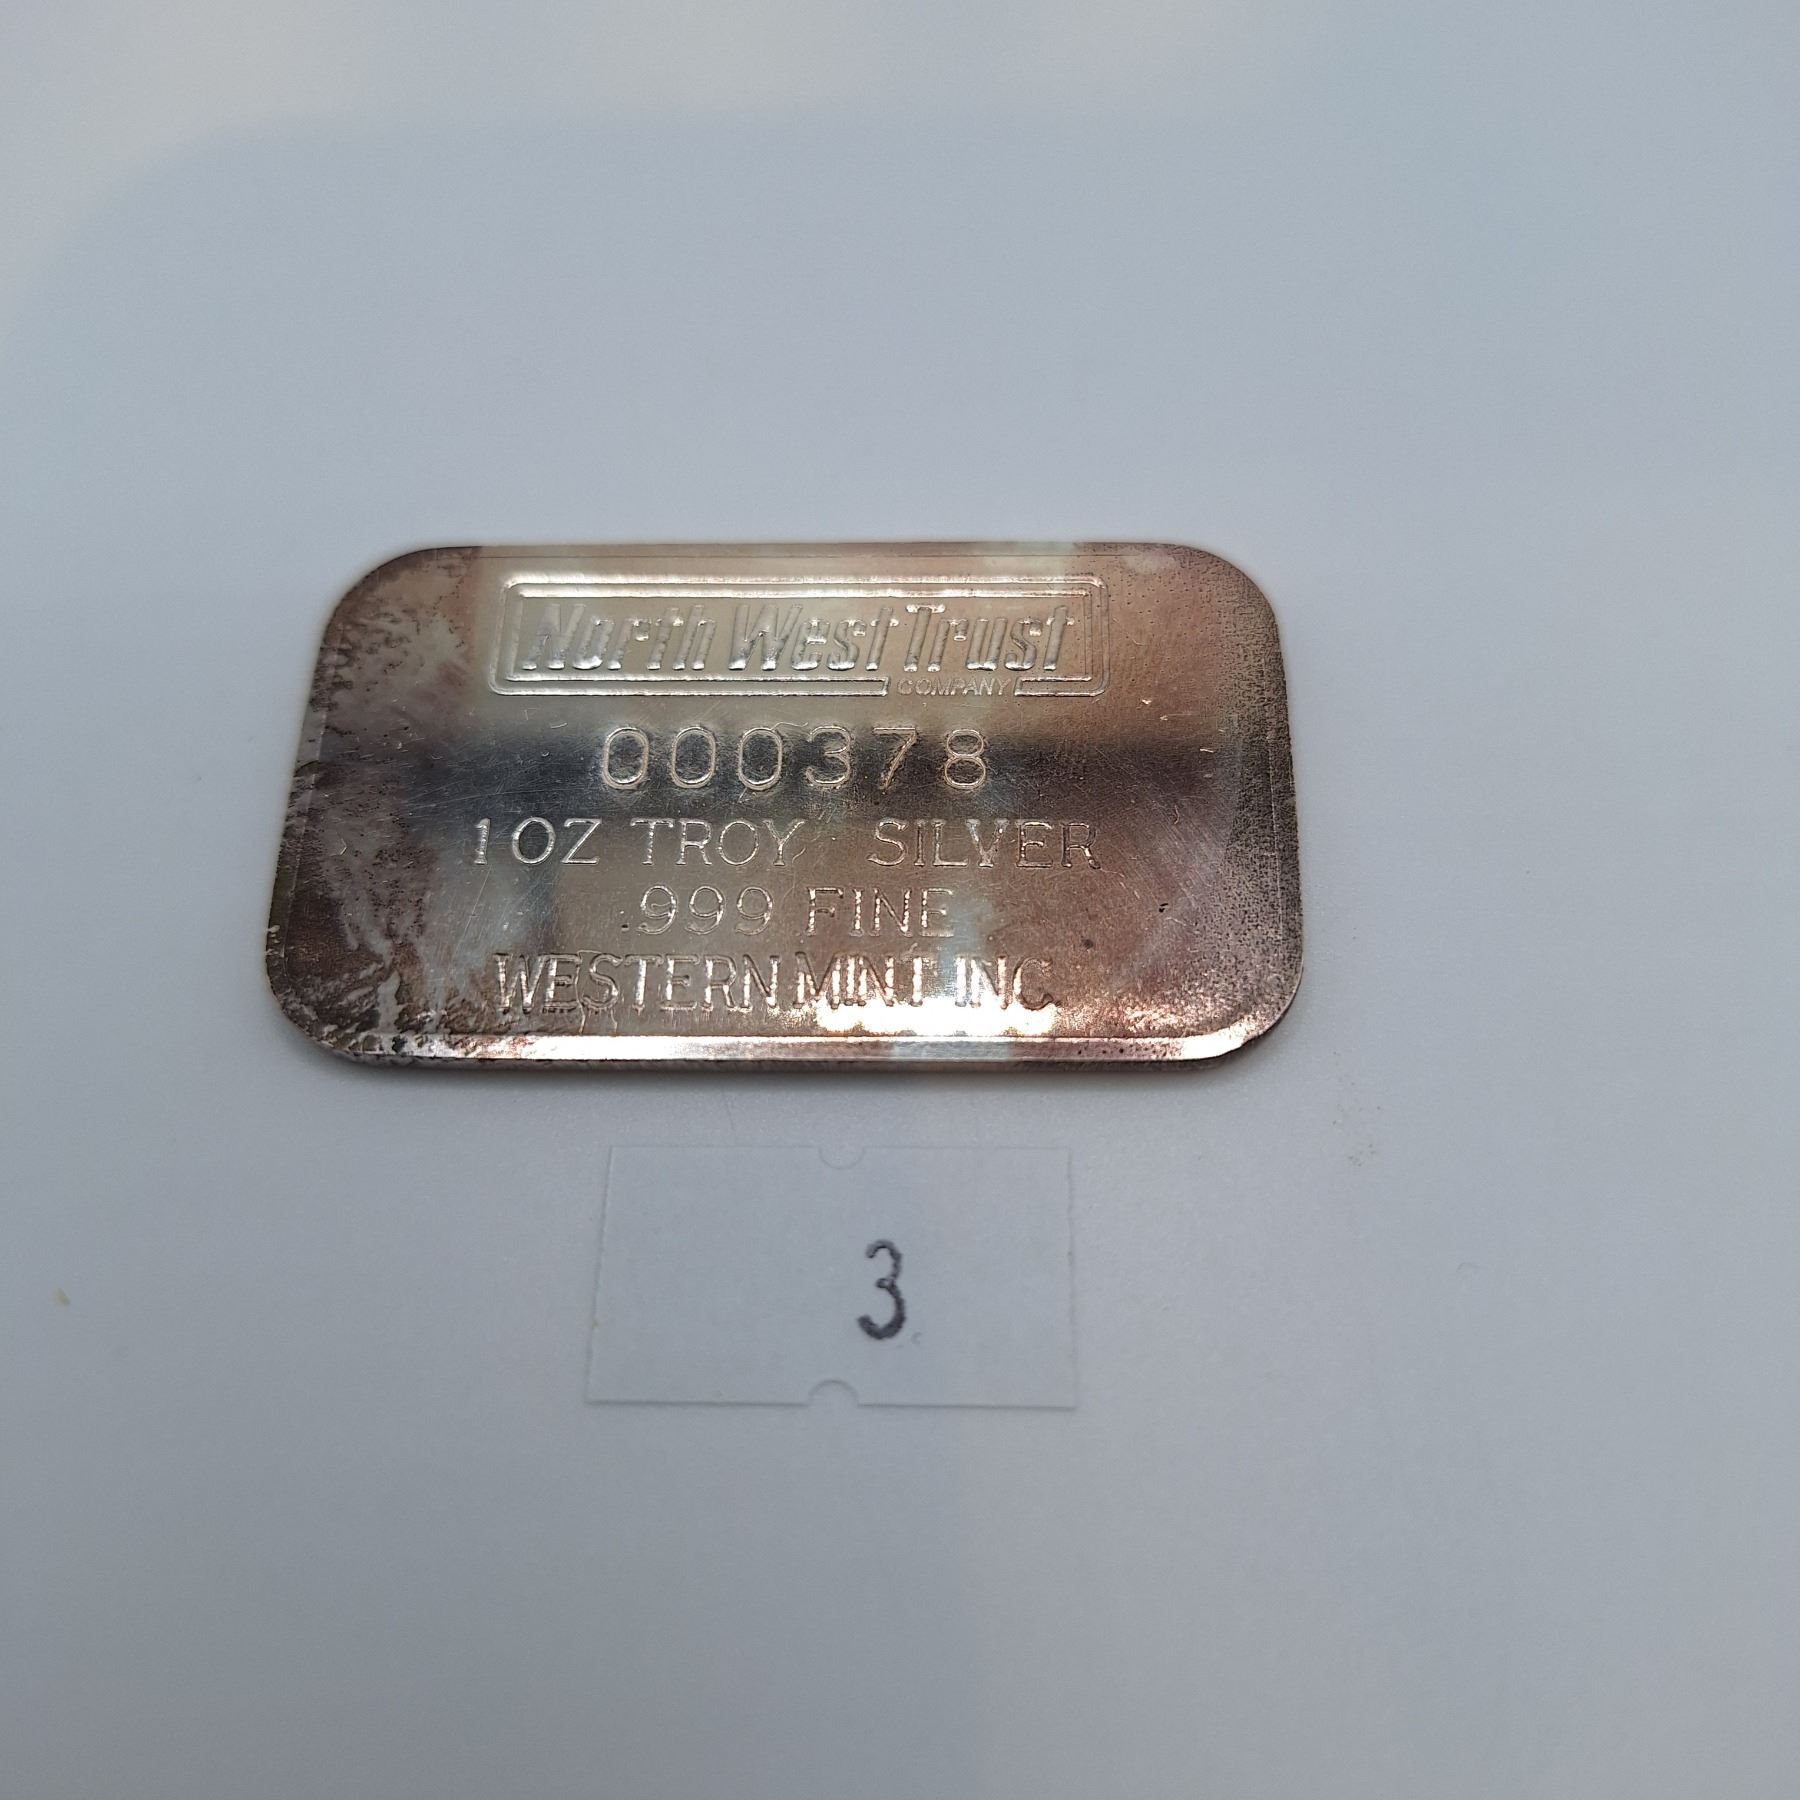 North West Trust
COMPANY
000378
1 OZ TROY SILVER
.999 FINE
WESTERN MINT INC.
3